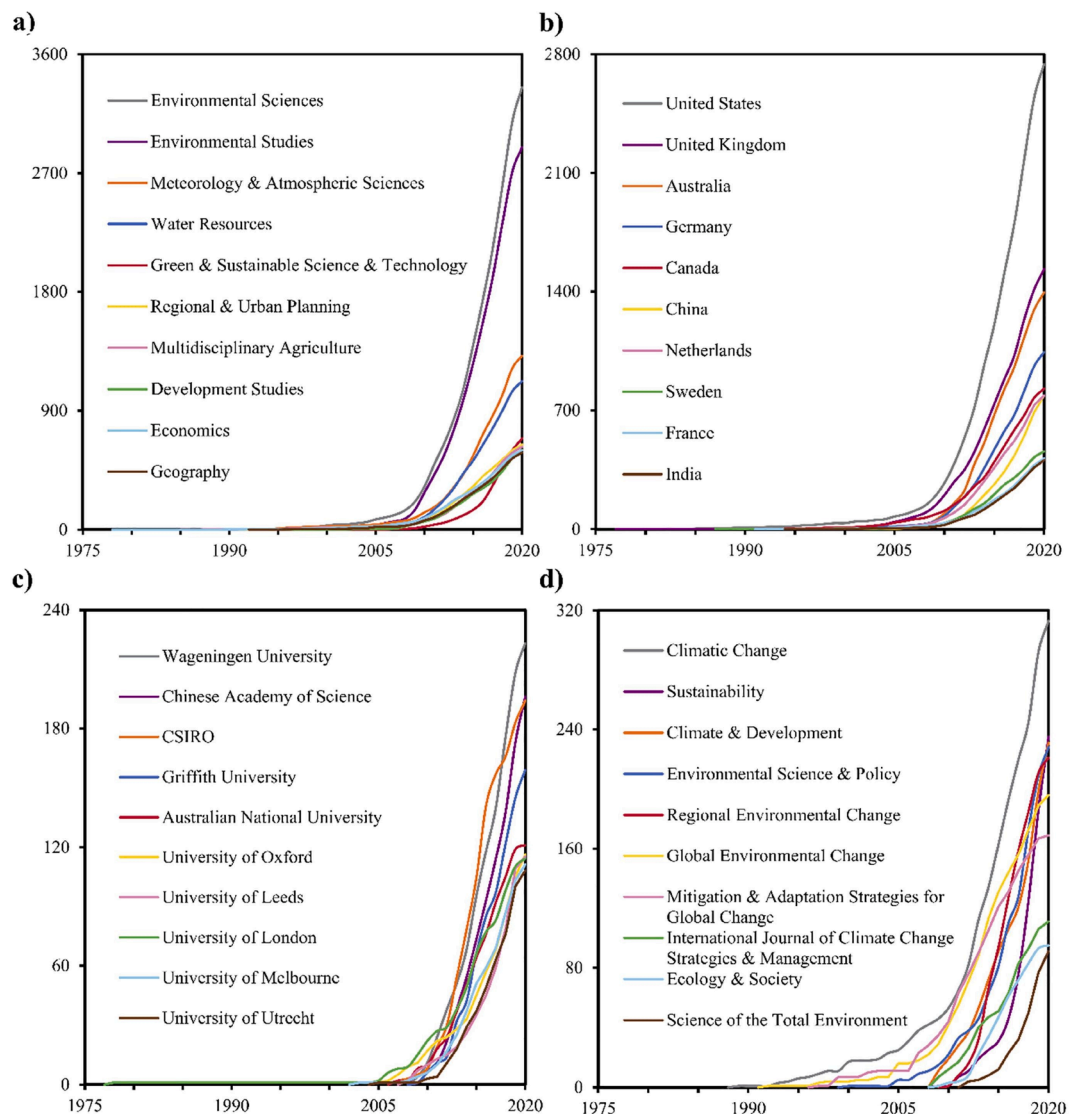 a)
3600
2700
1800
900
0
1975
1990
2005
2020
Environmental Sciences
Environmental Studies
Meteorology & Atmospheric Sciences
Water Resources
Green & Sustainable Science & Technology
Regional & Urban Planning
Multidisciplinary Agriculture
Development Studies
Economics
Geography
b)
2800
2100
1400
700
0
1975
1990
2005
2020
United States
United Kingdom
Australia
Germany
Canada
China
Netherlands
Sweden
France
India
c)
240
180
120
60
0
1975
1990
2005
2020
Wageningen University
Chinese Academy of Science
CSIRO
Griffith University
Australian National University
University of Oxford
University of Leeds
University of London
University of Melbourne
University of Utrecht
d)
320
240
160
80
0
1975
1990
2005
2020
Climatic Change
Sustainability
Climate & Development
Environmental Science & Policy
Regional Environmental Change
Global Environmental Change
Mitigation & Adaptation Strategies for
Global Change
International Journal of Climate Change
Strategies & Management
Ecology & Society
Science of the Total Environment